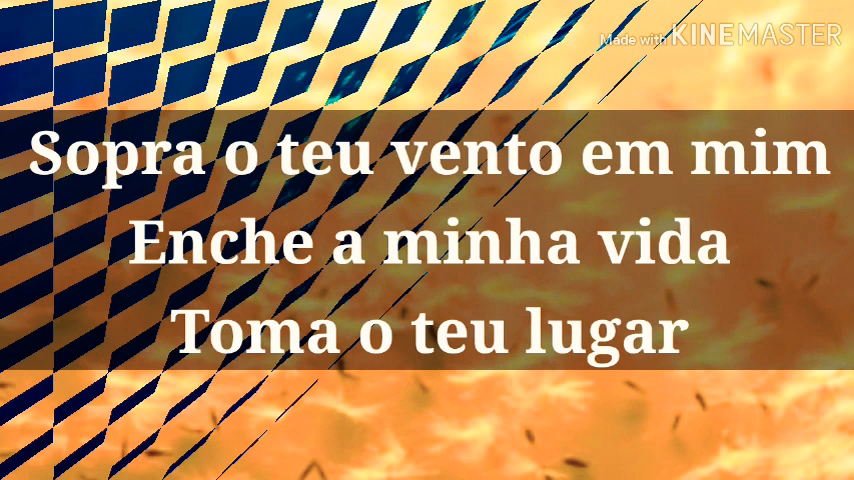 Made with KINEMASTER
Sopra o teu vento em mim
Enche a minha vida
Toma o teu lugar